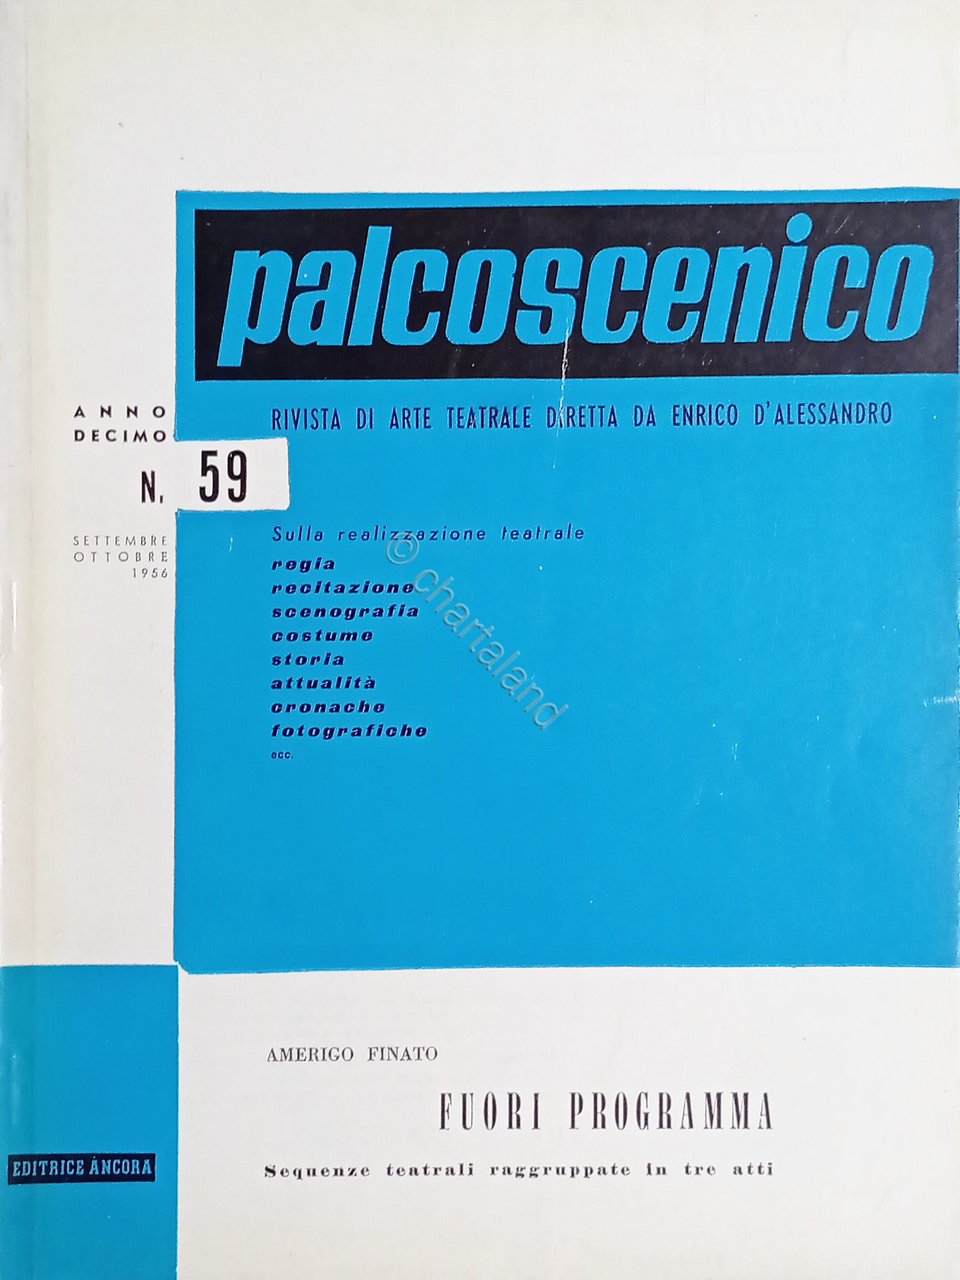 palcoscenico
RIVISTA DI ARTE TEATRALE DIRETTA DA ENRICO D'ALESSANDRO
ANNO
DECIMO
N. 59
SETTEMBRE
OTTOBRE
1956
Sulla realizzazione teatrale
regia
recitazione
scenografia
costume
storia
attualità
cronache
fotografiche
ecc.
© chartaland
AMERIGO FINATO
FUORI PROGRAMMA
Sequenze teatrali raggruppate in tre atti
EDITRICE ÀNCORA